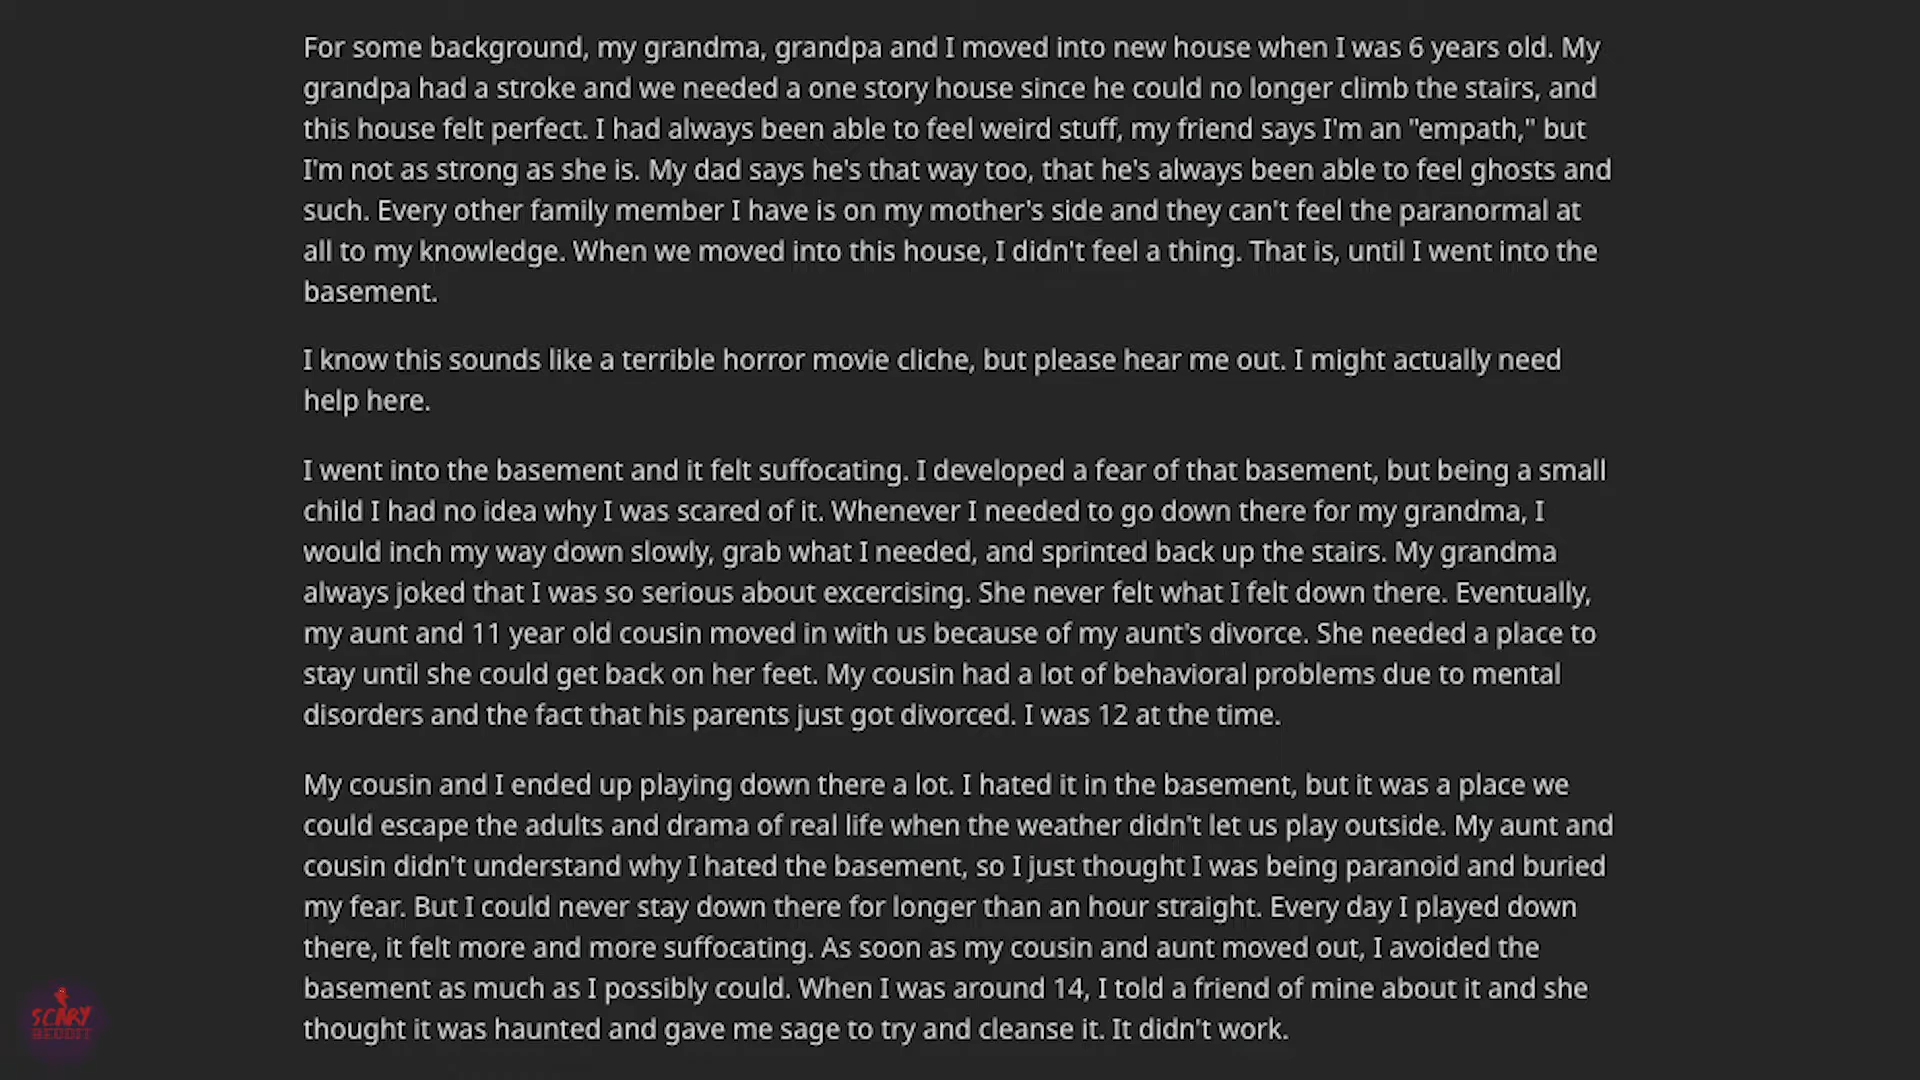 For some background, my grandma, grandpa and I moved into new house when I was 6 years old. My
grandpa had a stroke and we needed a one story house since he could no longer climb the stairs, and
this house felt perfect. I had always been able to feel weird stuff, my friend says I'm an "empath," but
I'm not as strong as she is. My dad says he's that way too, that he's always been able to feel ghosts and
such. Every other family member I have is on my mother's side and they can't feel the paranormal at
all to my knowledge. When we moved into this house, I didn't feel a thing. That is, until I went into the
basement.
I know this sounds like a terrible horror movie cliche, but please hear me out. I might actually need
help here.
I went into the basement and it felt suffocating. I developed a fear of that basement, but being a small
child I had no idea why I was scared of it. Whenever I needed to go down there for my grandma, I
would inch my way down slowly, grab what I needed, and sprinted back up the stairs. My grandma
always joked that I was so serious about excercising. She never felt what I felt down there. Eventually,
my aunt and 11 year old cousin moved in with us because of my aunt's divorce. She needed a place to
stay until she could get back on her feet. My cousin had a lot of behavioral problems due to mental
disorders and the fact that his parents just got divorced. I was 12 at the time.
My cousin and I ended up playing down there a lot. I hated it in the basement, but it was a place we
could escape the adults and drama of real life when the weather didn't let us play outside. My aunt and
cousin didn't understand why I hated the basement, so I just thought I was being paranoid and buried
my fear. But I could never stay down there for longer than an hour straight. Every day I played down
there, it felt more and more suffocating. As soon as my cousin and aunt moved out, I avoided the
basement as much as I possibly could. When I was around 14, I told a friend of mine about it and she
thought it was haunted and gave me sage to try and cleanse it. It didn't work.
SCARY
REDDIT